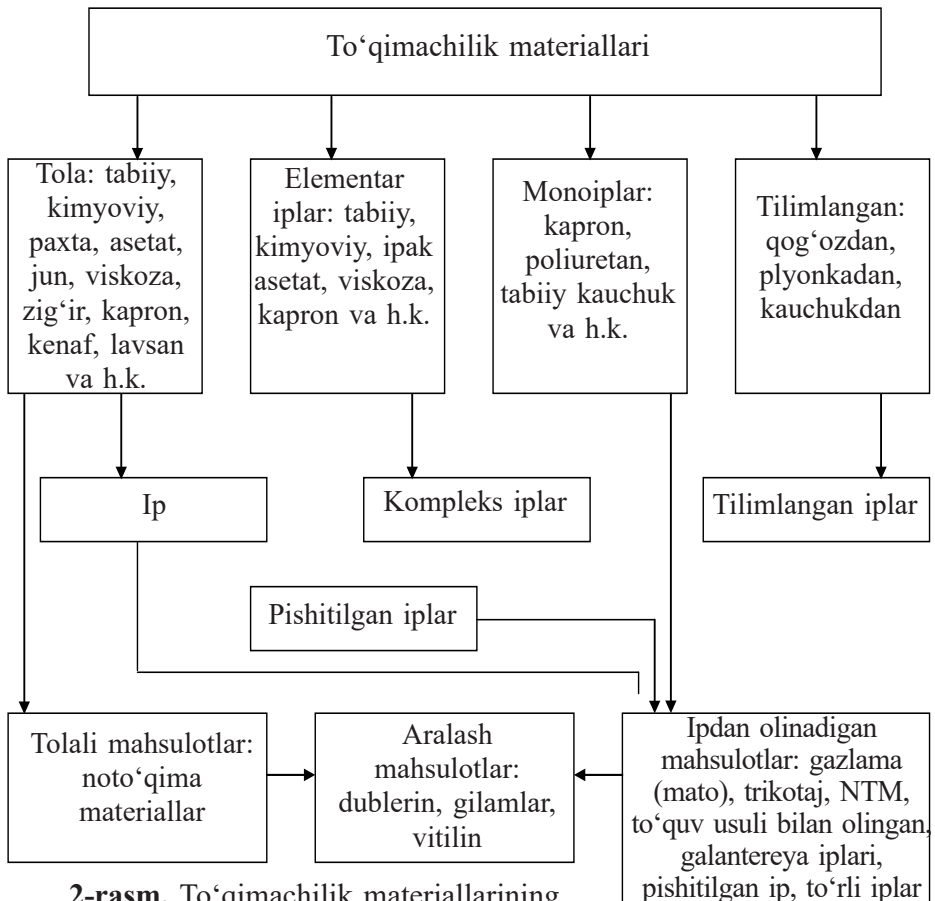 To‘qimachilik materiallari
Tola: tabiiy,
kimyoviy,
paxta, asetat,
jun, viskoza,
zig‘ir, kapron,
kenaf, lavsan
va h.k.
Elementar
iplar: tabiiy,
kimyoviy, ipak
asetat, viskoza,
kapron va h.k.
Monoiplar:
kapron,
poliuretan,
tabiiy kauchuk
va h.k.
Tilimlangan:
qog‘ozdan,
plyonkadan,
kauchukdan
Ip
Kompleks iplar
Tilimlangan iplar
Pishitilgan iplar
Tolali mahsulotlar:
noto‘qima
materiallar
Aralash
mahsulotlar:
dublerin, gilamlar,
vitilin
Ipdan olinadigan
mahsulotlar: gazlama
(mato), trikotaj, NTM,
to‘quv usuli bilan olingan,
galantereya iplari,
pishitilgan ip, to‘rli iplar
2-rasm. To‘qimachilik materiallarining